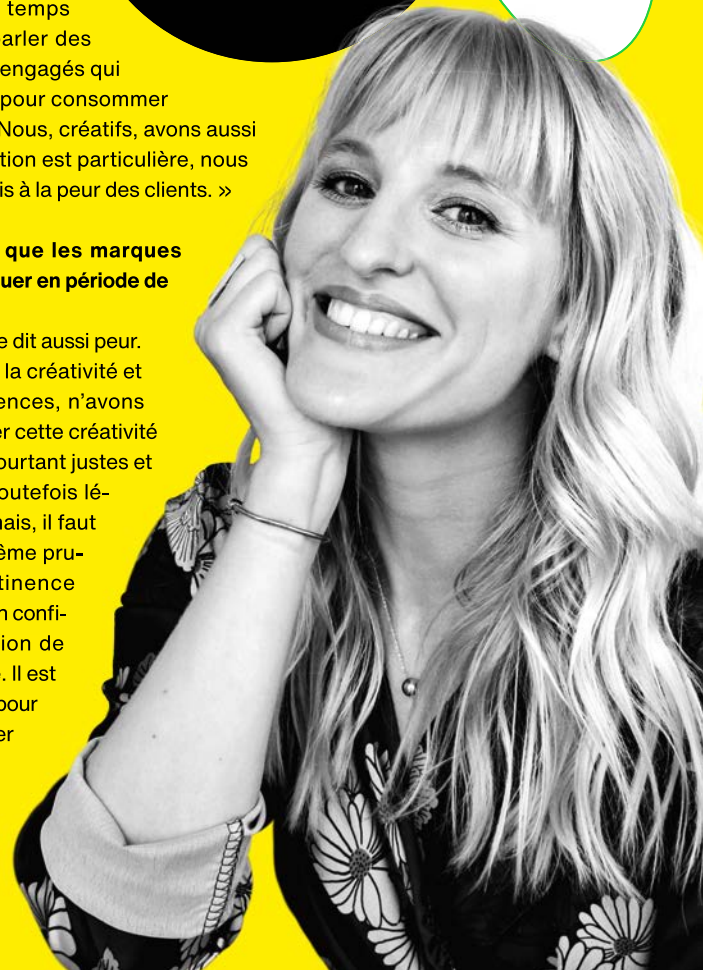 temps
arler des
engagés qui
pour consommer
Nous, créatifs, avons aussi
tion est particulière, nous
is à la peur des clients. »
que les marques
uer en période de
e dit aussi peur.
la créativité et
ences, n’avons
er cette créativité
ourtant justes et
outefois lé-
ais, il faut
ême pru-
tinence
n confi-
ion de
. Il est
pour
er